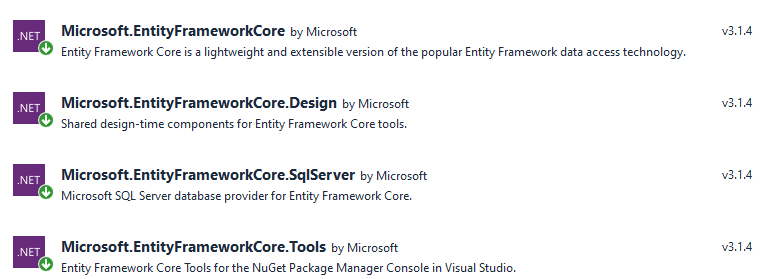 .NET
Microsoft.EntityFrameworkCore by Microsoft v3.1.4
Entity Framework Core is a lightweight and extensible version of the popular Entity Framework data access technology.
.NET
Microsoft.EntityFrameworkCore.Design by Microsoft v3.1.4
Shared design-time components for Entity Framework Core tools.
.NET
Microsoft.EntityFrameworkCore.SqlServer by Microsoft v3.1.4
Microsoft SQL Server database provider for Entity Framework Core.
.NET
Microsoft.EntityFrameworkCore.Tools by Microsoft v3.1.4
Entity Framework Core Tools for the NuGet Package Manager Console in Visual Studio.